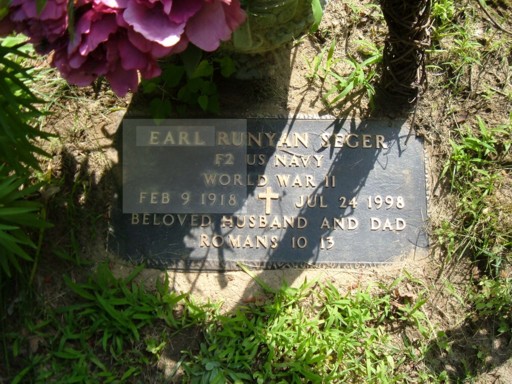 EARL RUNYAN SEGER
F2 US NAVY
WORLD WAR II
FEB 9 1918 JUL 24 1998
BELOVED HUSBAND AND DAD
ROMANS 10 13